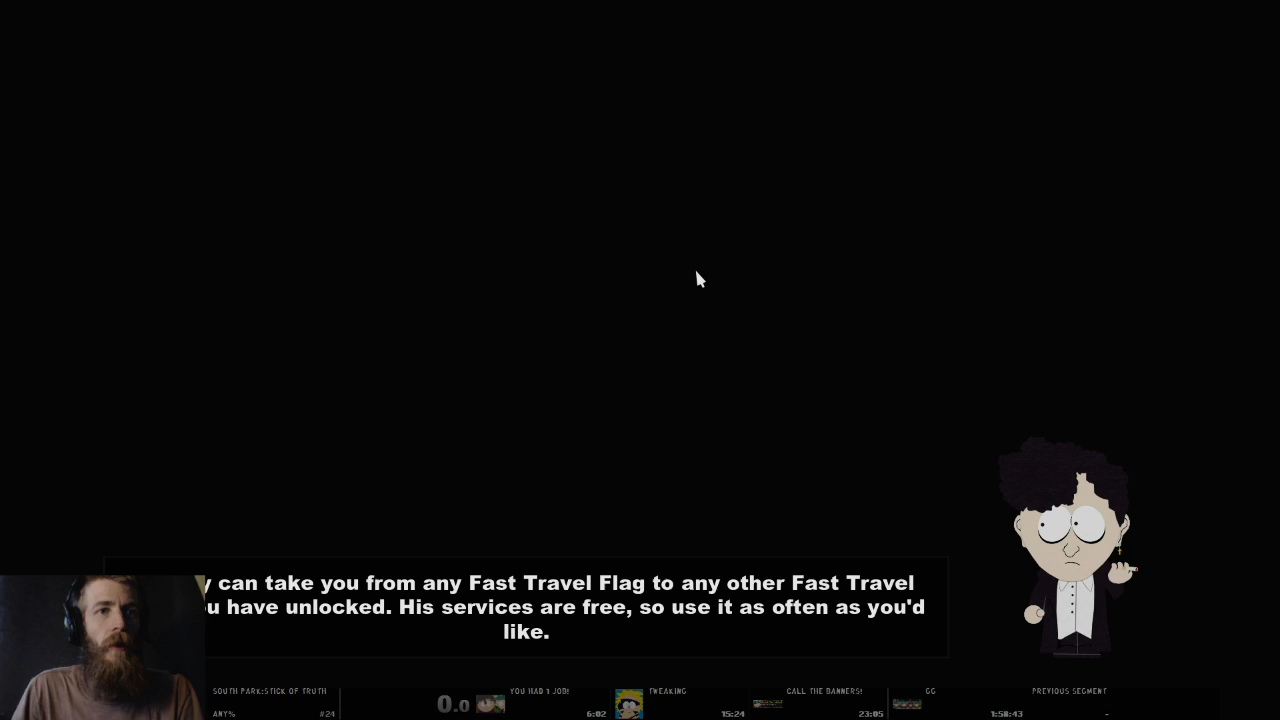 y can take you from any Fast Travel Flag to any other Fast Travel
u have unlocked. His services are free, so use it as often as you'd
like.
SOUTH PARK:STICK OF TRUTH
ANY%
#24
0.0
YOU HAD 1 JOB!
6:02
TWEAKING
15:24
CALL THE BANNERS!
23:05
GG
1:58:43
PREVIOUS SEGMENT
-